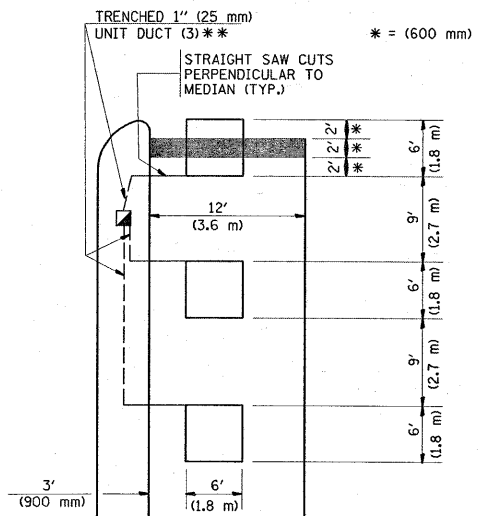 TRENCHED 1" (25 mm)
UNIT DUCT (3)**
* = (600 mm)
STRAIGHT SAW CUTS
PERPENDICULAR TO
MEDIAN (TYP.)
2' *
2' *
2' *
6'
(1.8 m)
12'
(3.6 m)
9'
(2.7 m)
6'
(1.8 m)
9'
(2.7 m)
6'
(1.8 m)
3'
(900 mm)
6'
(1.8 m)